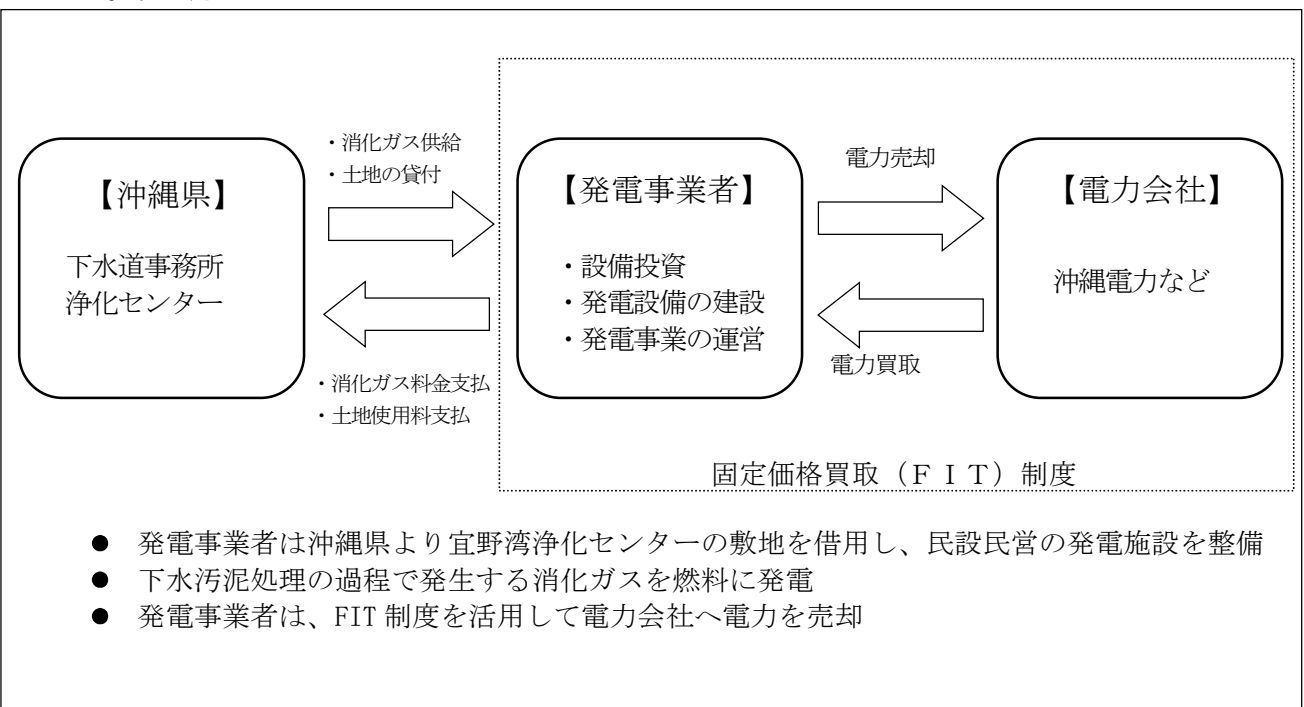 ・消化ガス供給
・土地の貸付
【沖縄県】
下水道事務所
浄化センター
・消化ガス料金支払
・土地使用料支払
【発電事業者】
・設備投資
・発電設備の建設
・発電事業の運営
電力売却
電力買取
【電力会社】
沖縄電力など
固定価格買取（ＦＩＴ）制度
● 発電事業者は沖縄県より宜野湾浄化センターの敷地を借用し、民設民営の発電施設を整備
● 下水汚泥処理の過程で発生する消化ガスを燃料に発電
● 発電事業者は、FIT 制度を活用して電力会社へ電力を売却